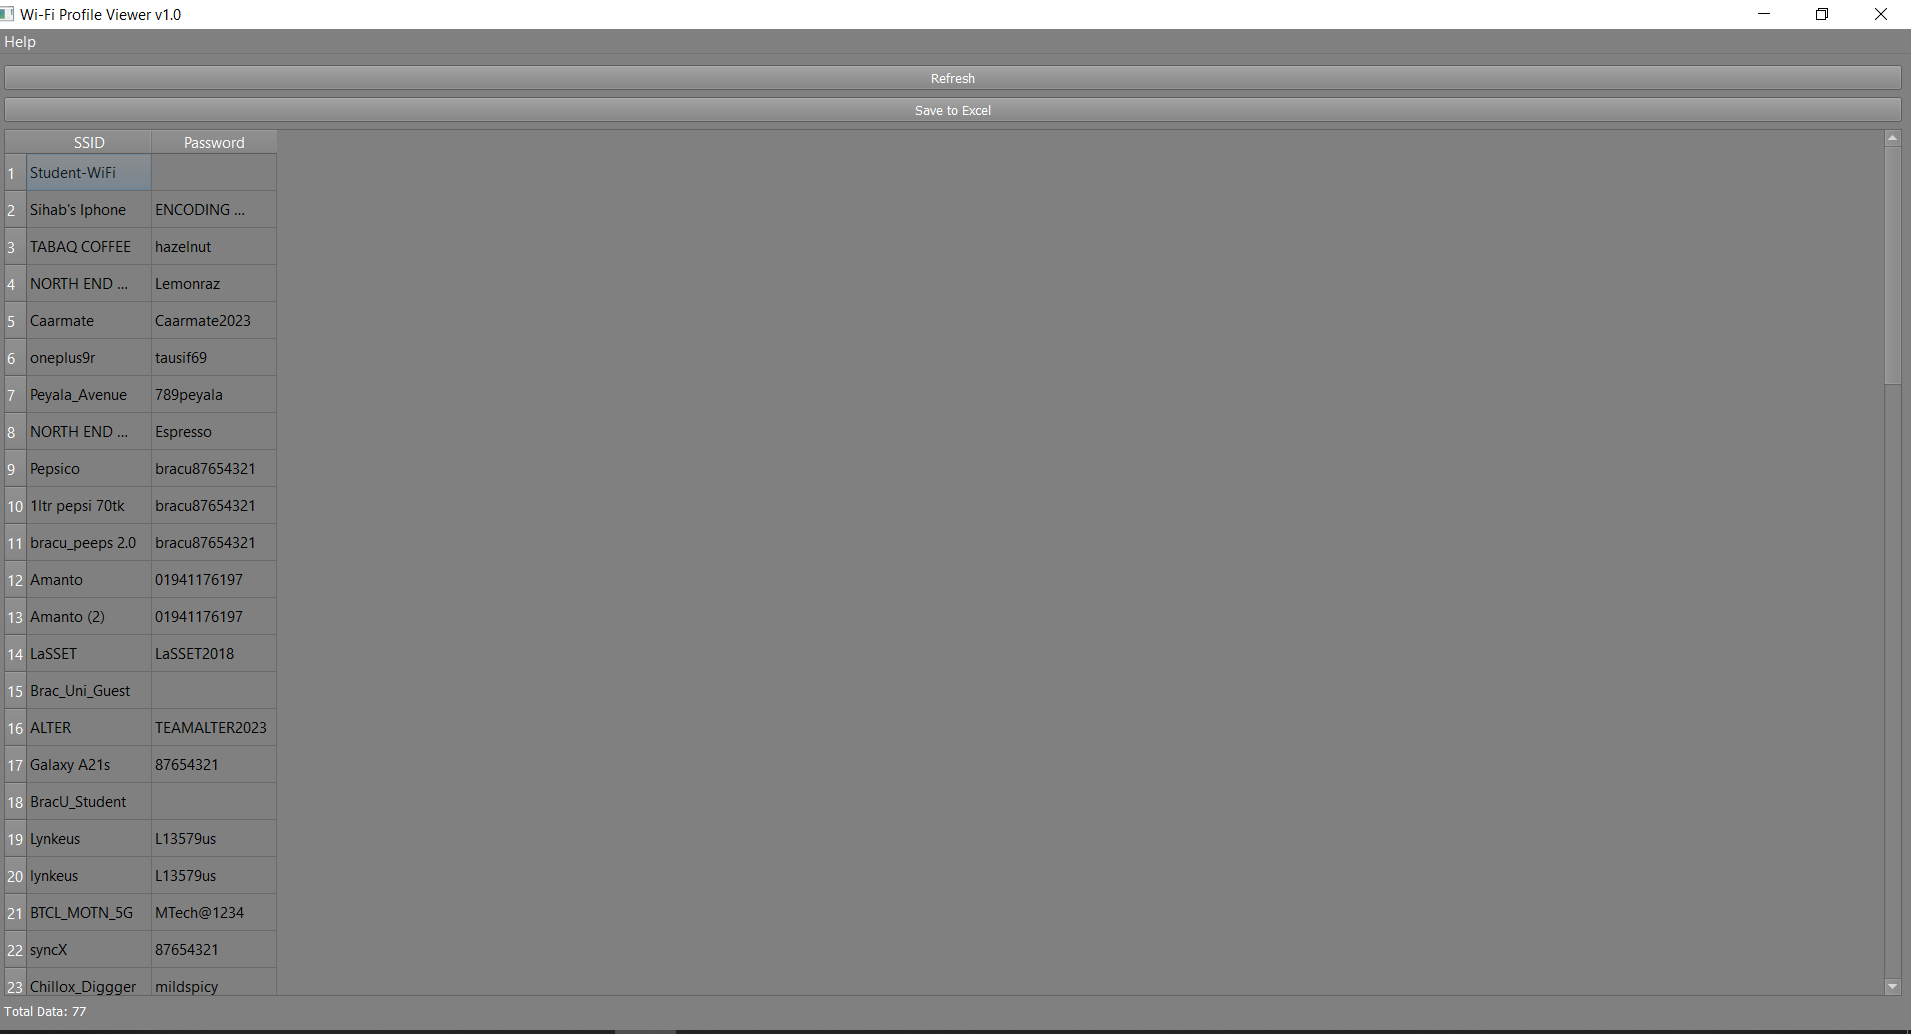 Wi-Fi Profile Viewer v1.0
Help
Refresh
Save to Excel
SSID Password
1 Student-WiFi
2 Sihab's Iphone ENCODING ...
3 TABAQ COFFEE hazelnut
4 NORTH END ... Lemonraz
5 Caarmate Caarmate2023
6 oneplus9r tausif69
7 Peyala_Avenue 789peyala
8 NORTH END ... Espresso
9 Pepsico bracu87654321
10 1ltr pepsi 70tk bracu87654321
11 bracu_peeps 2.0 bracu87654321
12 Amanto 01941176197
13 Amanto (2) 01941176197
14 LaSSET LaSSET2018
15 Brac_Uni_Guest
16 ALTER TEAMALTER2023
17 Galaxy A21s 87654321
18 BracU_Student
19 Lynkeus L13579us
20 lynkeus L13579us
21 BTCL_MOTN_5G MTech@1234
22 syncX 87654321
23 Chillox_Diggger mildspicy
Total Data: 77